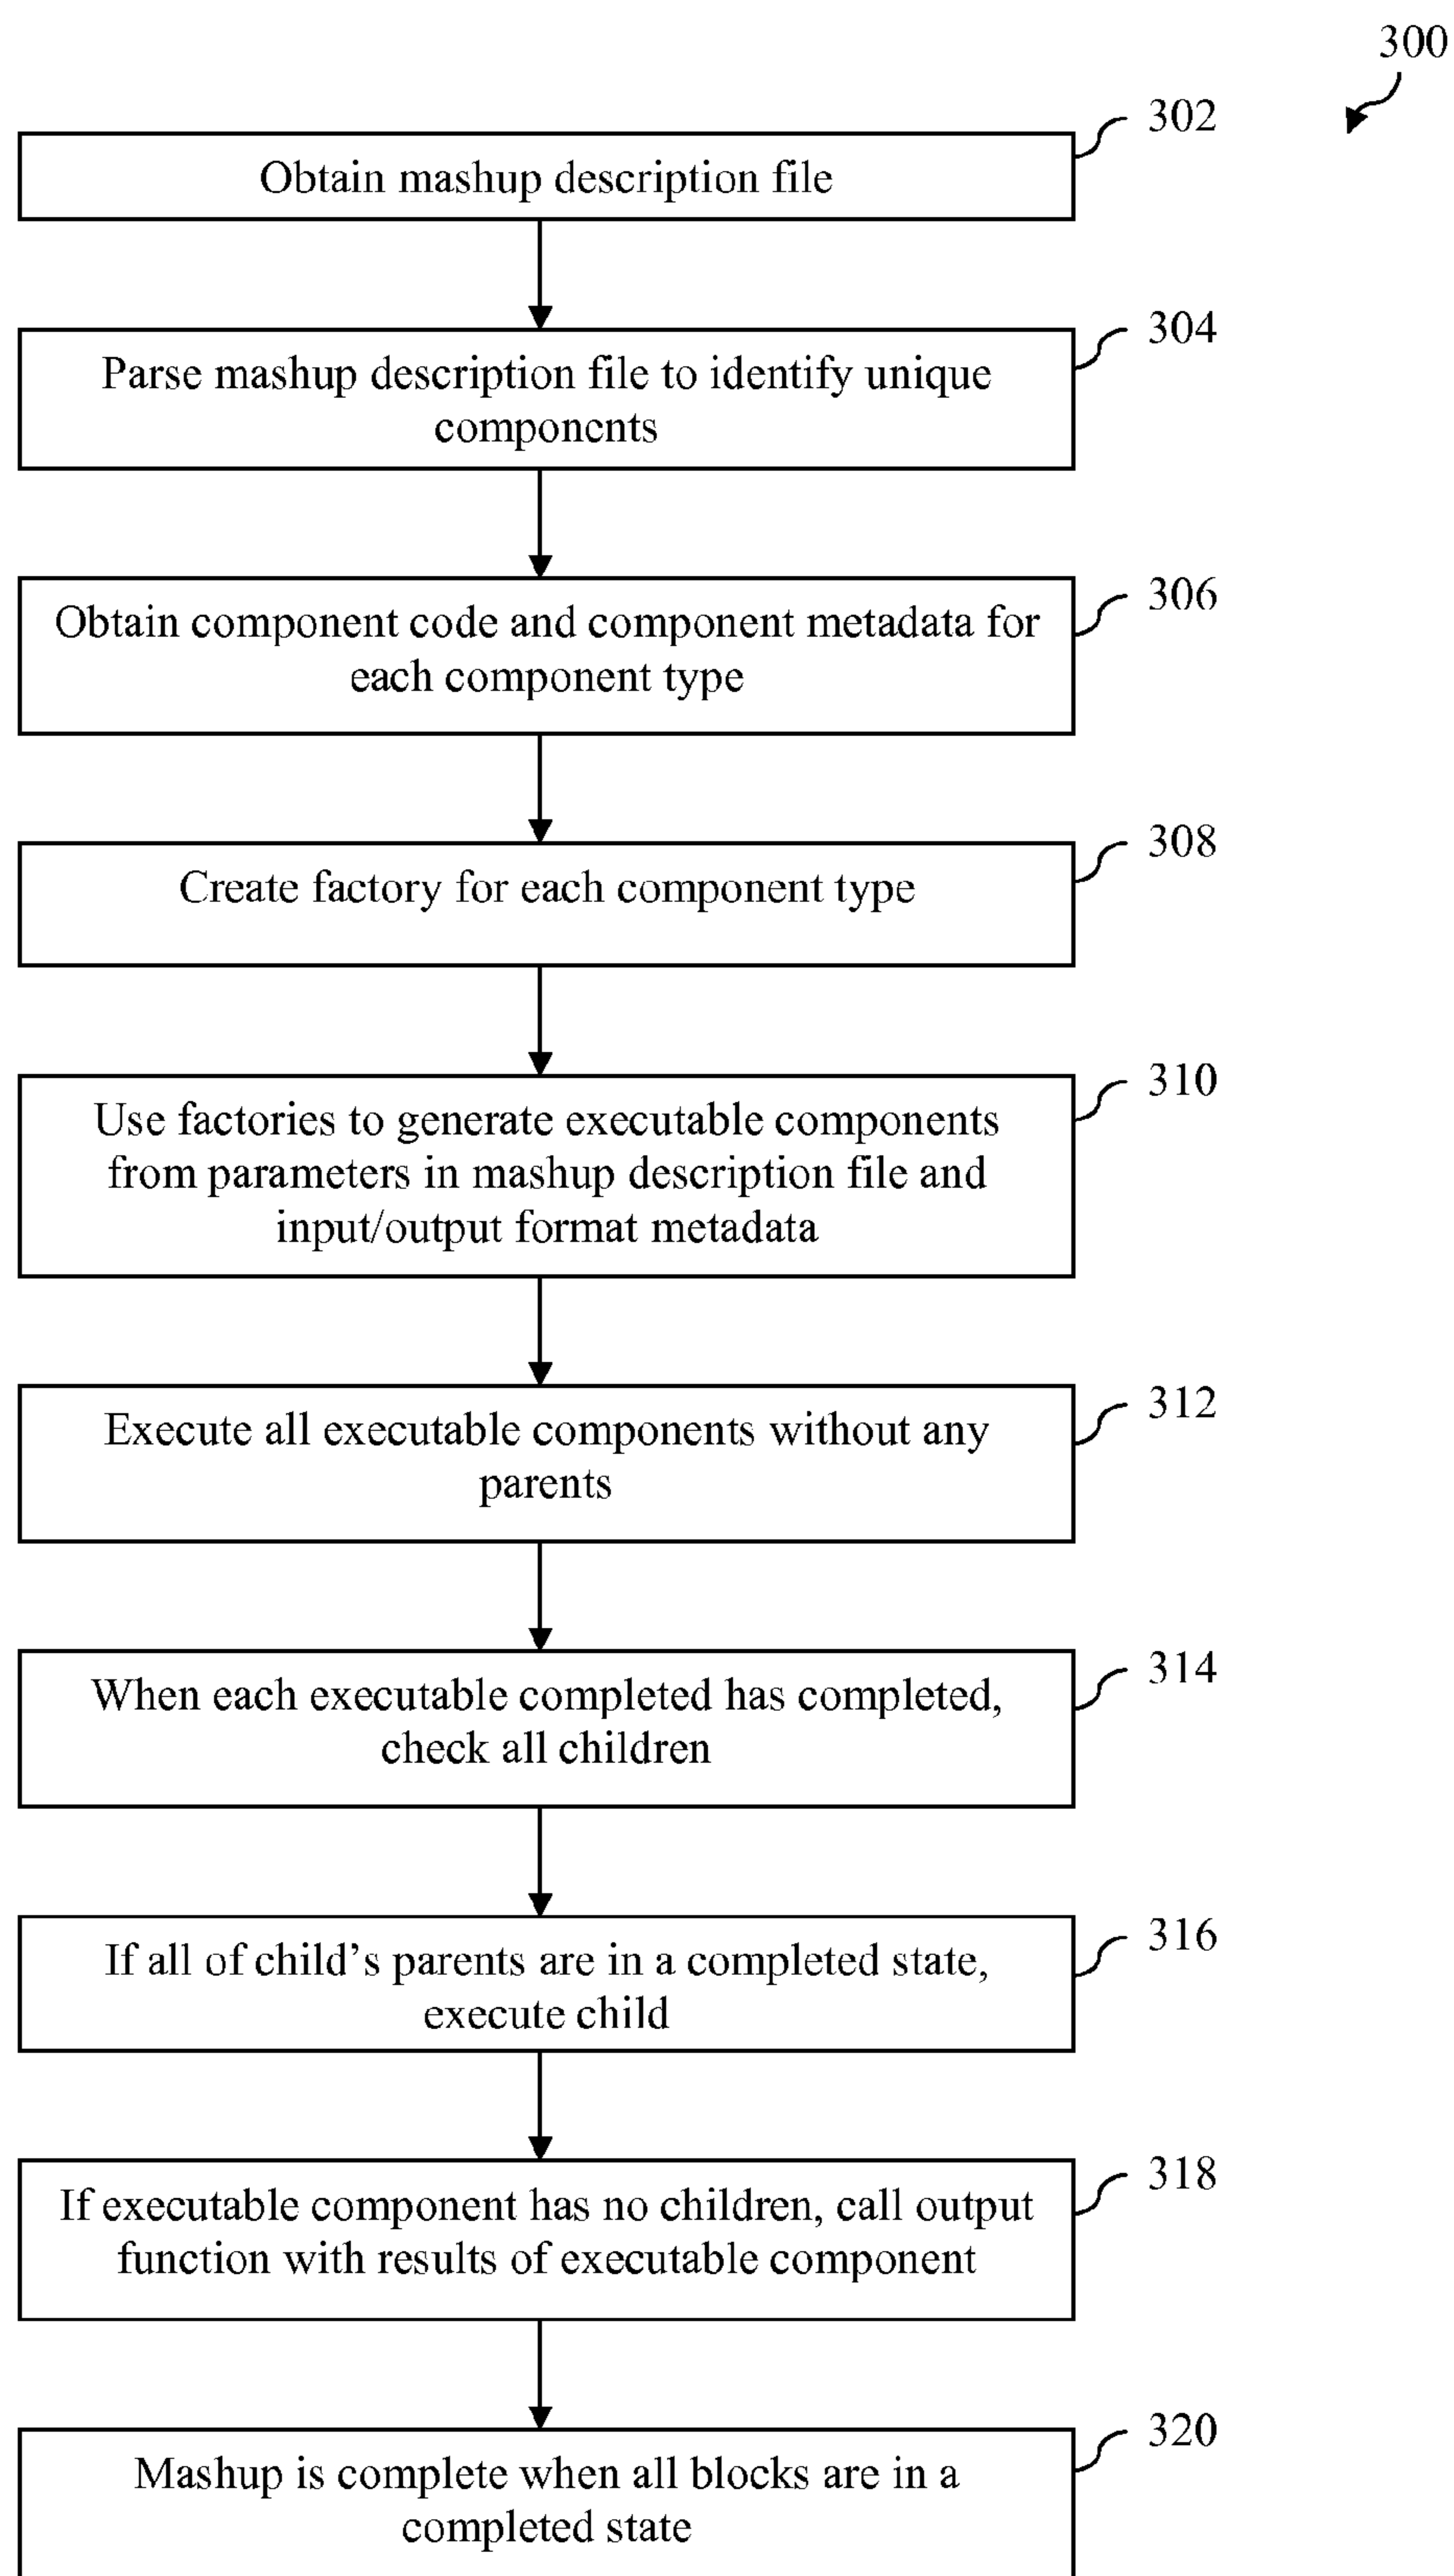 300
302
Obtain mashup description file
304
Parse mashup description file to identify unique
components
306
Obtain component code and component metadata for
each component type
308
Create factory for each component type
310
Use factories to generate executable components
from parameters in mashup description file and
input/output format metadata
312
Execute all executable components without any
parents
314
When each executable completed has completed,
check all children
316
If all of child’s parents are in a completed state,
execute child
318
If executable component has no children, call output
function with results of executable component
320
Mashup is complete when all blocks are in a
completed state